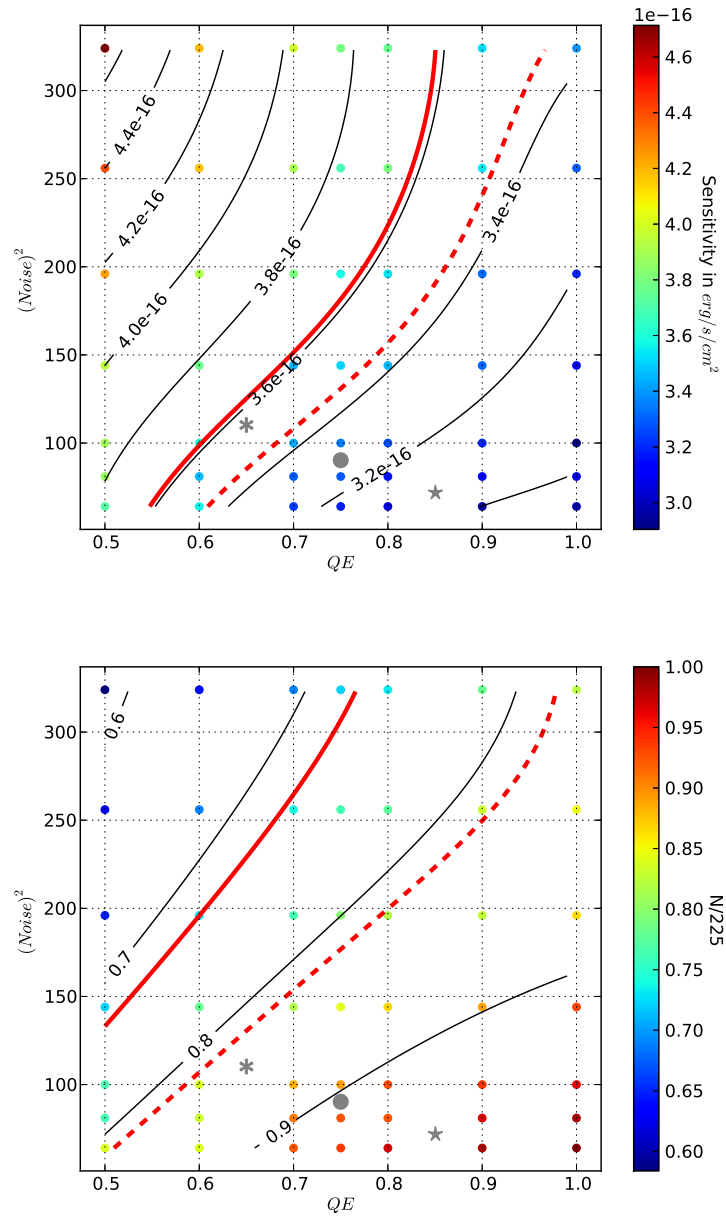 1e−16
300
250
200
150
100
(Noise)²
4.4e-16
4.2e-16
4.0e-16
3.8e-16
3.6e-16
3.4e-16
3.2e-16
0.5 0.6 0.7 0.8 0.9 1.0
QE
4.6
4.4
4.2
4.0
3.8
3.6
3.4
3.2
3.0
Sensitivity in erg/s/cm²
300
250
200
150
100
(Noise)²
0.6
0.7
0.8
0.9
0.5 0.6 0.7 0.8 0.9 1.0
QE
1.00
0.95
0.90
0.85
0.80
0.75
0.70
0.65
0.60
N/225